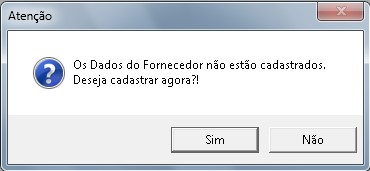 Atenção
Os Dados do Fornecedor não estão cadastrados.
Deseja cadastrar agora?!
Sim
Não